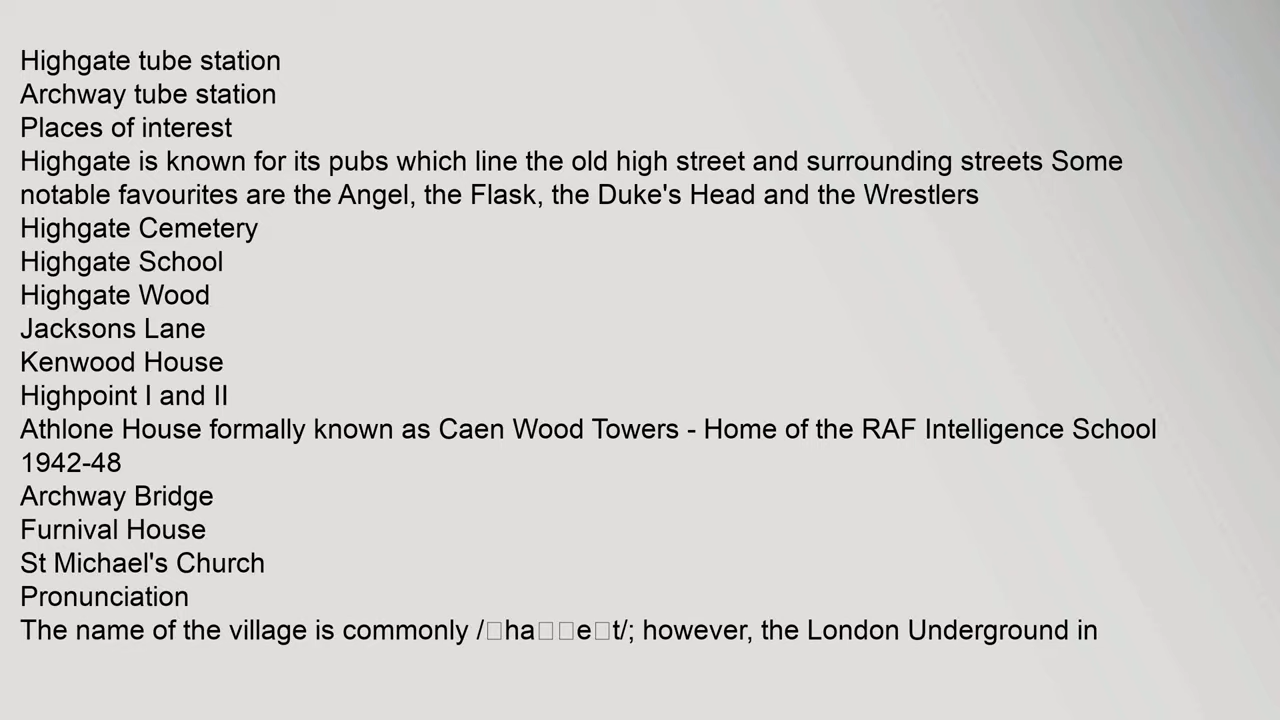 Highgate tube station
Archway tube station
Places of interest
Highgate is known for its pubs which line the old high street and surrounding streets Some
notable favourites are the Angel, the Flask, the Duke's Head and the Wrestlers
Highgate Cemetery
Highgate School
Highgate Wood
Jacksons Lane
Kenwood House
Highpoint I and II
Athlone House formally known as Caen Wood Towers - Home of the RAF Intelligence School
1942-48
Archway Bridge
Furnival House
St Michael's Church
Pronunciation
The name of the village is commonly /□ha□□e□t/; however, the London Underground in